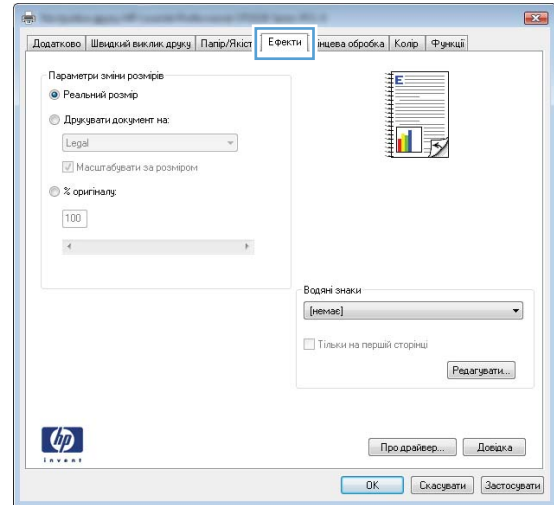 Додатково
Швидкий виклик друку
Папір/Якіст
Ефекти
інцева обробка
Колір
Функції
Параметри зміни розмірів
Реальний розмір
Друкувати документ на:
Legal
Масштабувати за розміром
% оригіналу:
100
E
Водяні знаки
[немає]
Тільки на першій сторінці
Редагувати...
hp
invent
Про драйвер...
Довідка
OK
Скасувати
Застосувати